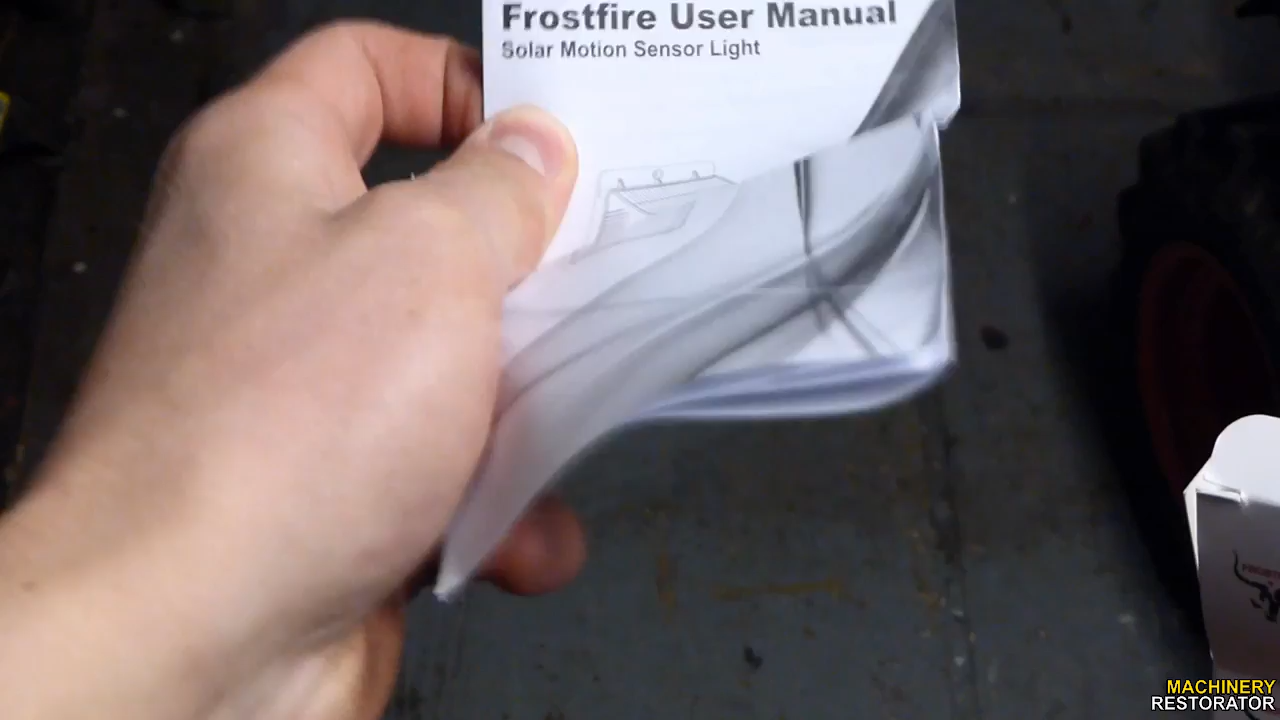 Frostfire User Manual
Solar Motion Sensor Light
MACHINERY
RESTORATOR